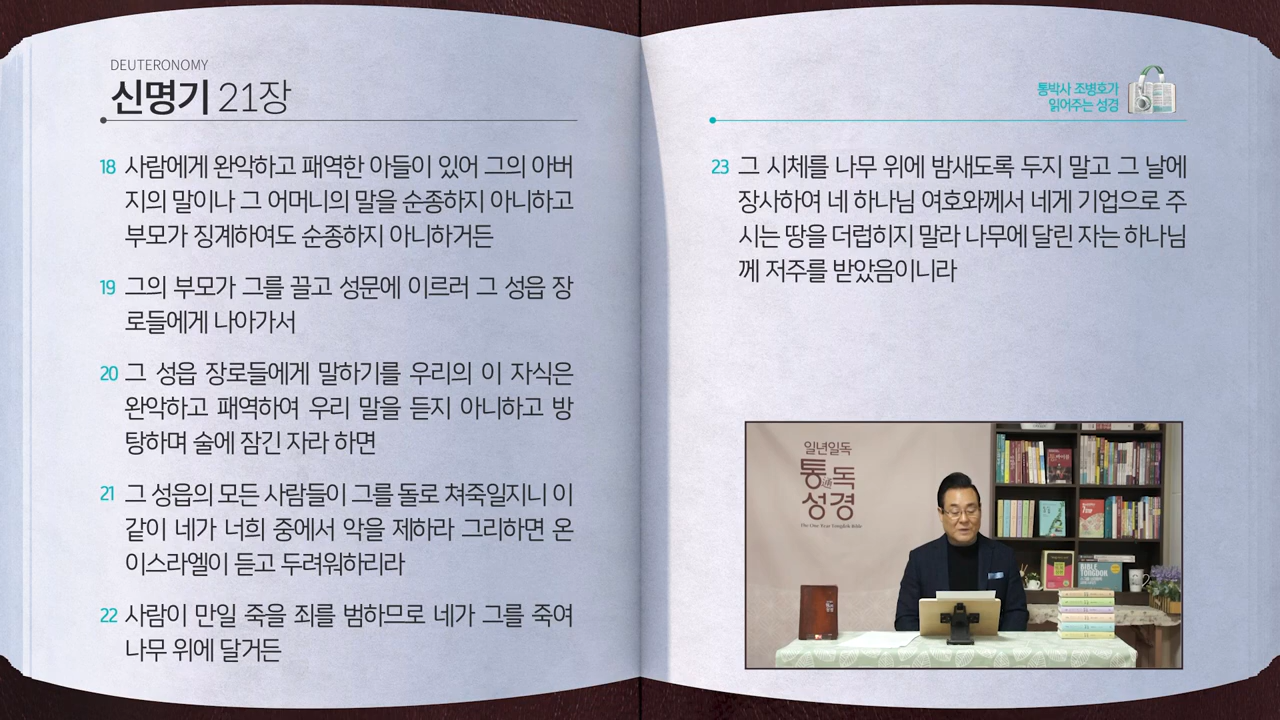 DEUTERONOMY
신명기 21장
18 사람에게 완악하고 패역한 아들이 있어 그의 아버
지의 말이나 그 어머니의 말을 순종하지 아니하고
부모가 징계하여도 순종하지 아니하거든
19 그의 부모가 그를 끌고 성문에 이르러 그 성읍 장
로들에게 나아가서
20 그 성읍 장로들에게 말하기를 우리의 이 자식은
완악하고 패역하여 우리 말을 듣지 아니하고 방
탕하며 술에 잠긴 자라 하면
21 그 성읍의 모든 사람들이 그를 돌로 쳐죽일지니 이
같이 네가 너희 중에서 악을 제하라 그리하면 온
이스라엘이 듣고 두려워하리라
22 사람이 만일 죽을 죄를 범하므로 네가 그를 죽여
나무 위에 달거든
통박사 조병호가
읽어주는 성경
23 그 시체를 나무 위에 밤새도록 두지 말고 그 날에
장사하여 네 하나님 여호와께서 네게 기업으로 주
시는 땅을 더럽히지 말라 나무에 달린 자는 하나님
께 저주를 받았음이니라
일년일독
통通독
성경
The One Year Tongdok Bible
BIBLE
TONGDOK